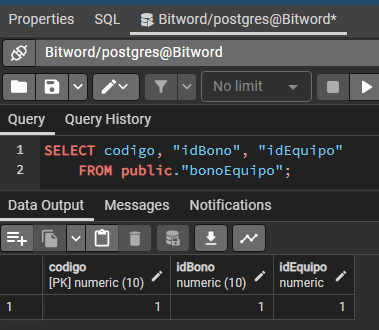 Properties SQL Bitword/postgres@Bitword*
Bitword/postgres@Bitword
No limit
Query Query History
1 SELECT codigo, "idBono", "idEquipo"
2 FROM public."bonoEquipo";
Data Output Messages Notifications
codigo idBono idEquipo
[PK] numeric (10) numeric (10) numeric
1 1 1 1